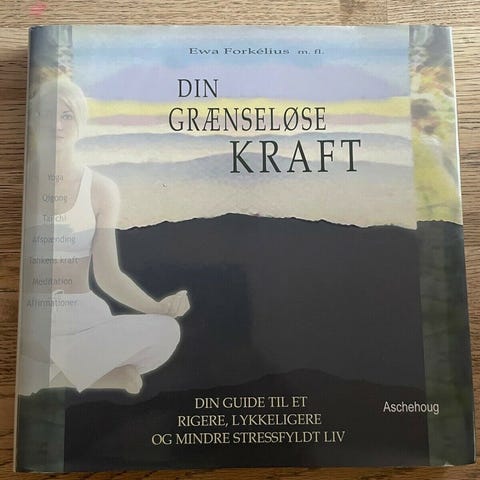 Ewa Forkélius m. fl.
DIN
GRÆNSELØSE
KRAFT
Yoga
Qigong
Tai chi
Afspænding
Tankens kraft
Meditation
Affirmationer
DIN GUIDE TIL ET
RIGERE, LYKKELIGERE
OG MINDRE STRESSFYLDT LIV
Aschehoug